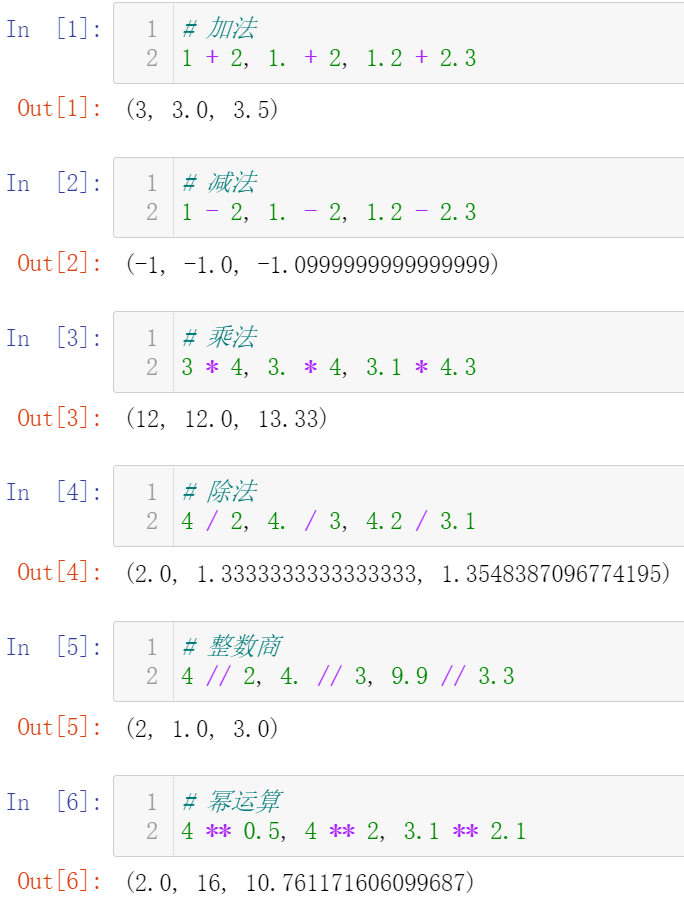 In [1]: 1 # 加法
2 1 + 2, 1. + 2, 1.2 + 2.3
Out[1]: (3, 3.0, 3.5)
In [2]: 1 # 减法
2 1 - 2, 1. - 2, 1.2 - 2.3
Out[2]: (-1, -1.0, -1.0999999999999999)
In [3]: 1 # 乘法
2 3 * 4, 3. * 4, 3.1 * 4.3
Out[3]: (12, 12.0, 13.33)
In [4]: 1 # 除法
2 4 / 2, 4. / 3, 4.2 / 3.1
Out[4]: (2.0, 1.3333333333333333, 1.3548387096774195)
In [5]: 1 # 整数商
2 4 // 2, 4. // 3, 9.9 // 3.3
Out[5]: (2, 1.0, 3.0)
In [6]: 1 # 幂运算
2 4 ** 0.5, 4 ** 2, 3.1 ** 2.1
Out[6]: (2.0, 16, 10.761171606099687)